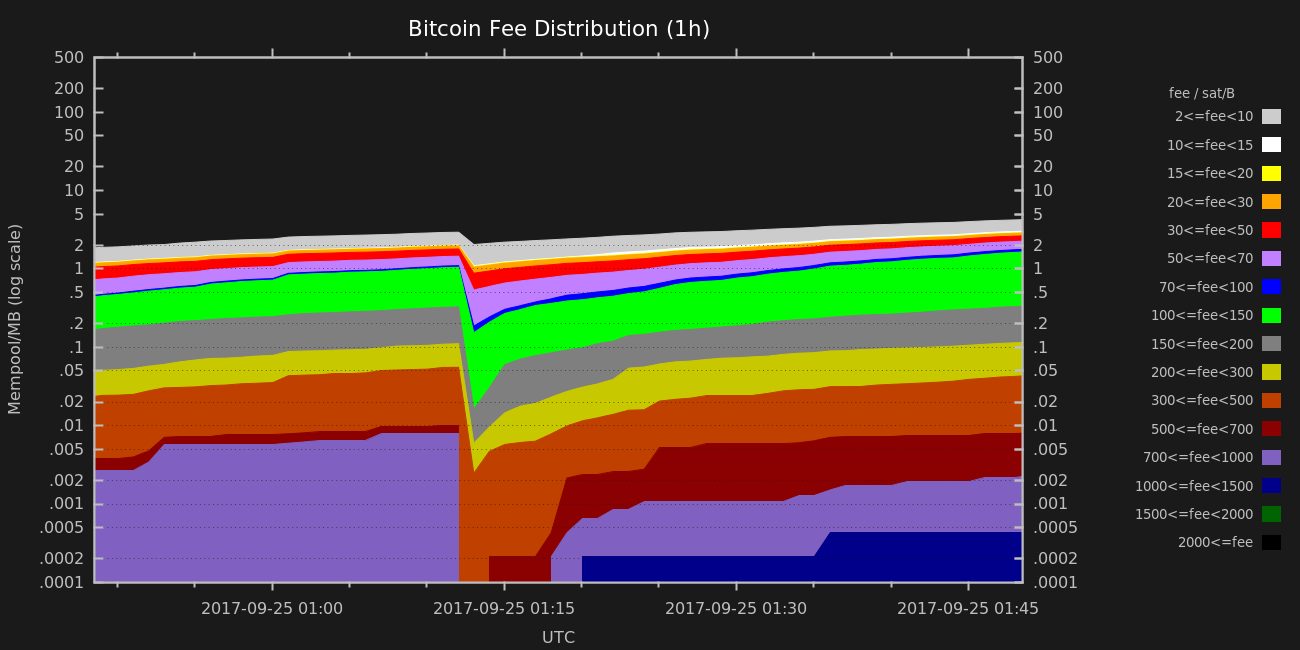 Bitcoin Fee Distribution (1h)
Mempool/MB (log scale)
500
200
100
50
20
10
5
2
1
.5
.2
.1
.05
.02
.01
.005
.002
.001
.0005
.0002
.0001
500
200
100
50
20
10
5
2
1
.5
.2
.1
.05
.02
.01
.005
.002
.001
.0005
.0002
.0001
2017-09-25 01:00 2017-09-25 01:15 2017-09-25 01:30 2017-09-25 01:45
UTC
fee / sat/B
2<=fee<10
10<=fee<15
15<=fee<20
20<=fee<30
30<=fee<50
50<=fee<70
70<=fee<100
100<=fee<150
150<=fee<200
200<=fee<300
300<=fee<500
500<=fee<700
700<=fee<1000
1000<=fee<1500
1500<=fee<2000
2000<=fee